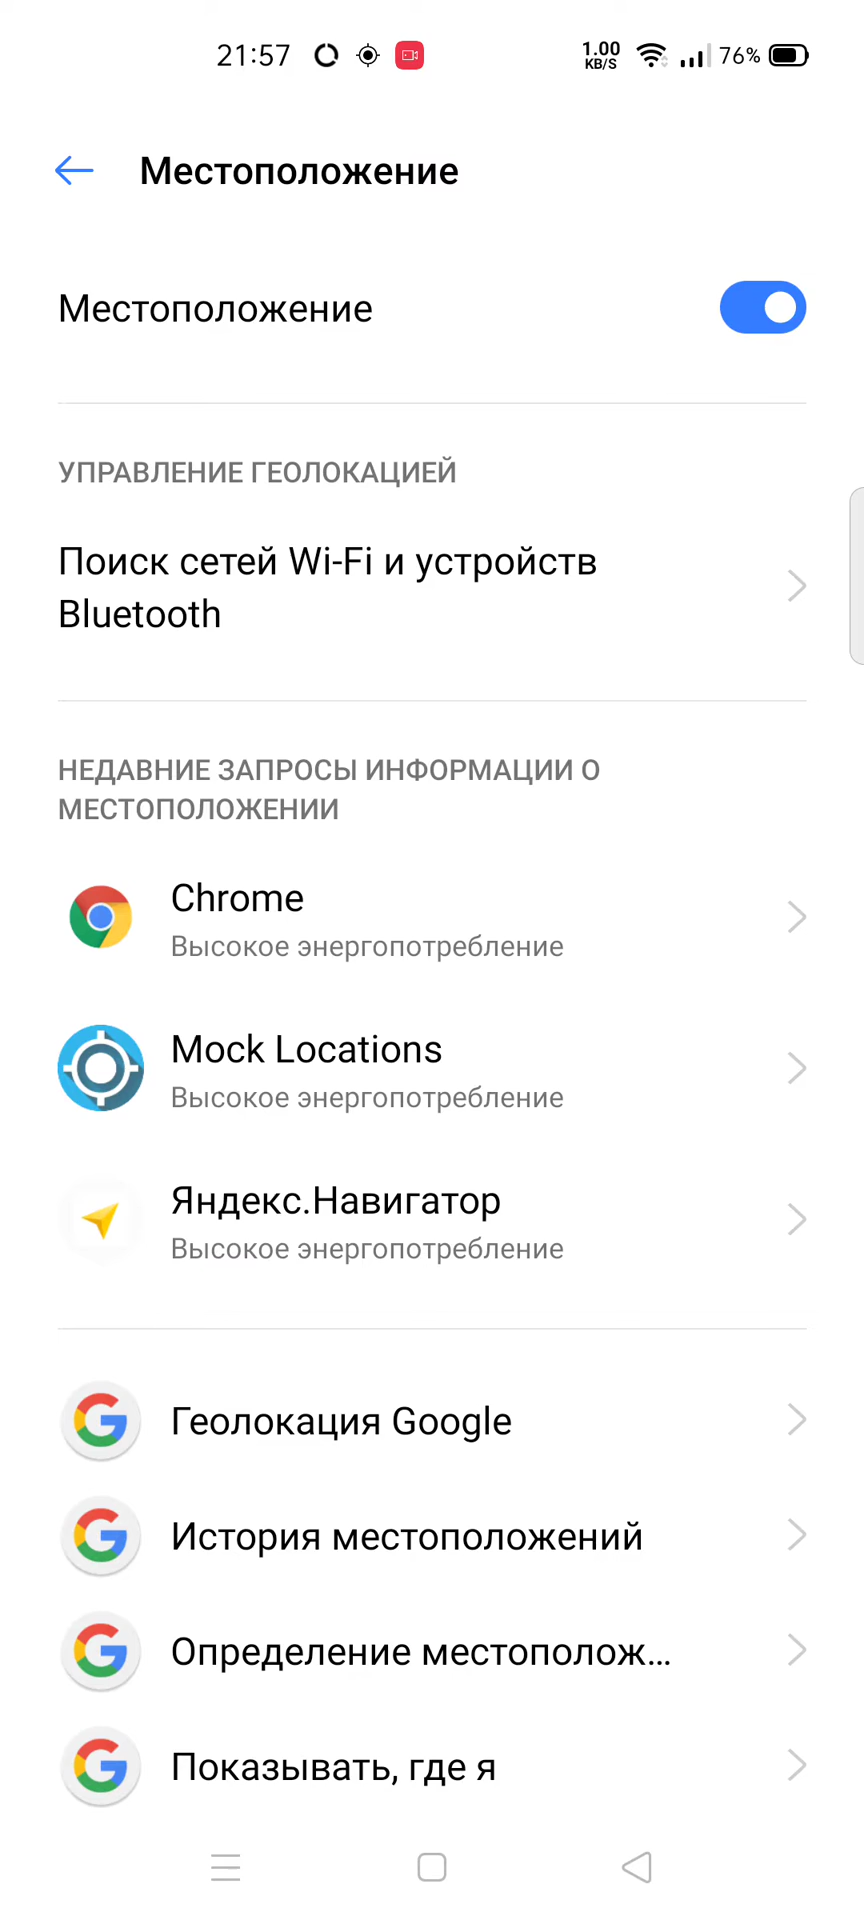 21:57
1.00
KB/S
76%
Местоположение
Местоположение
УПРАВЛЕНИЕ ГЕОЛОКАЦИЕЙ
Поиск сетей Wi-Fi и устройств
Bluetooth
НЕДАВНИЕ ЗАПРОСЫ ИНФОРМАЦИИ О
МЕСТОПОЛОЖЕНИИ
Chrome
Высокое энергопотребление
Mock Locations
Высокое энергопотребление
Яндекс.Навигатор
Высокое энергопотребление
Геолокация Google
История местоположений
Определение местополож...
Показывать, где я